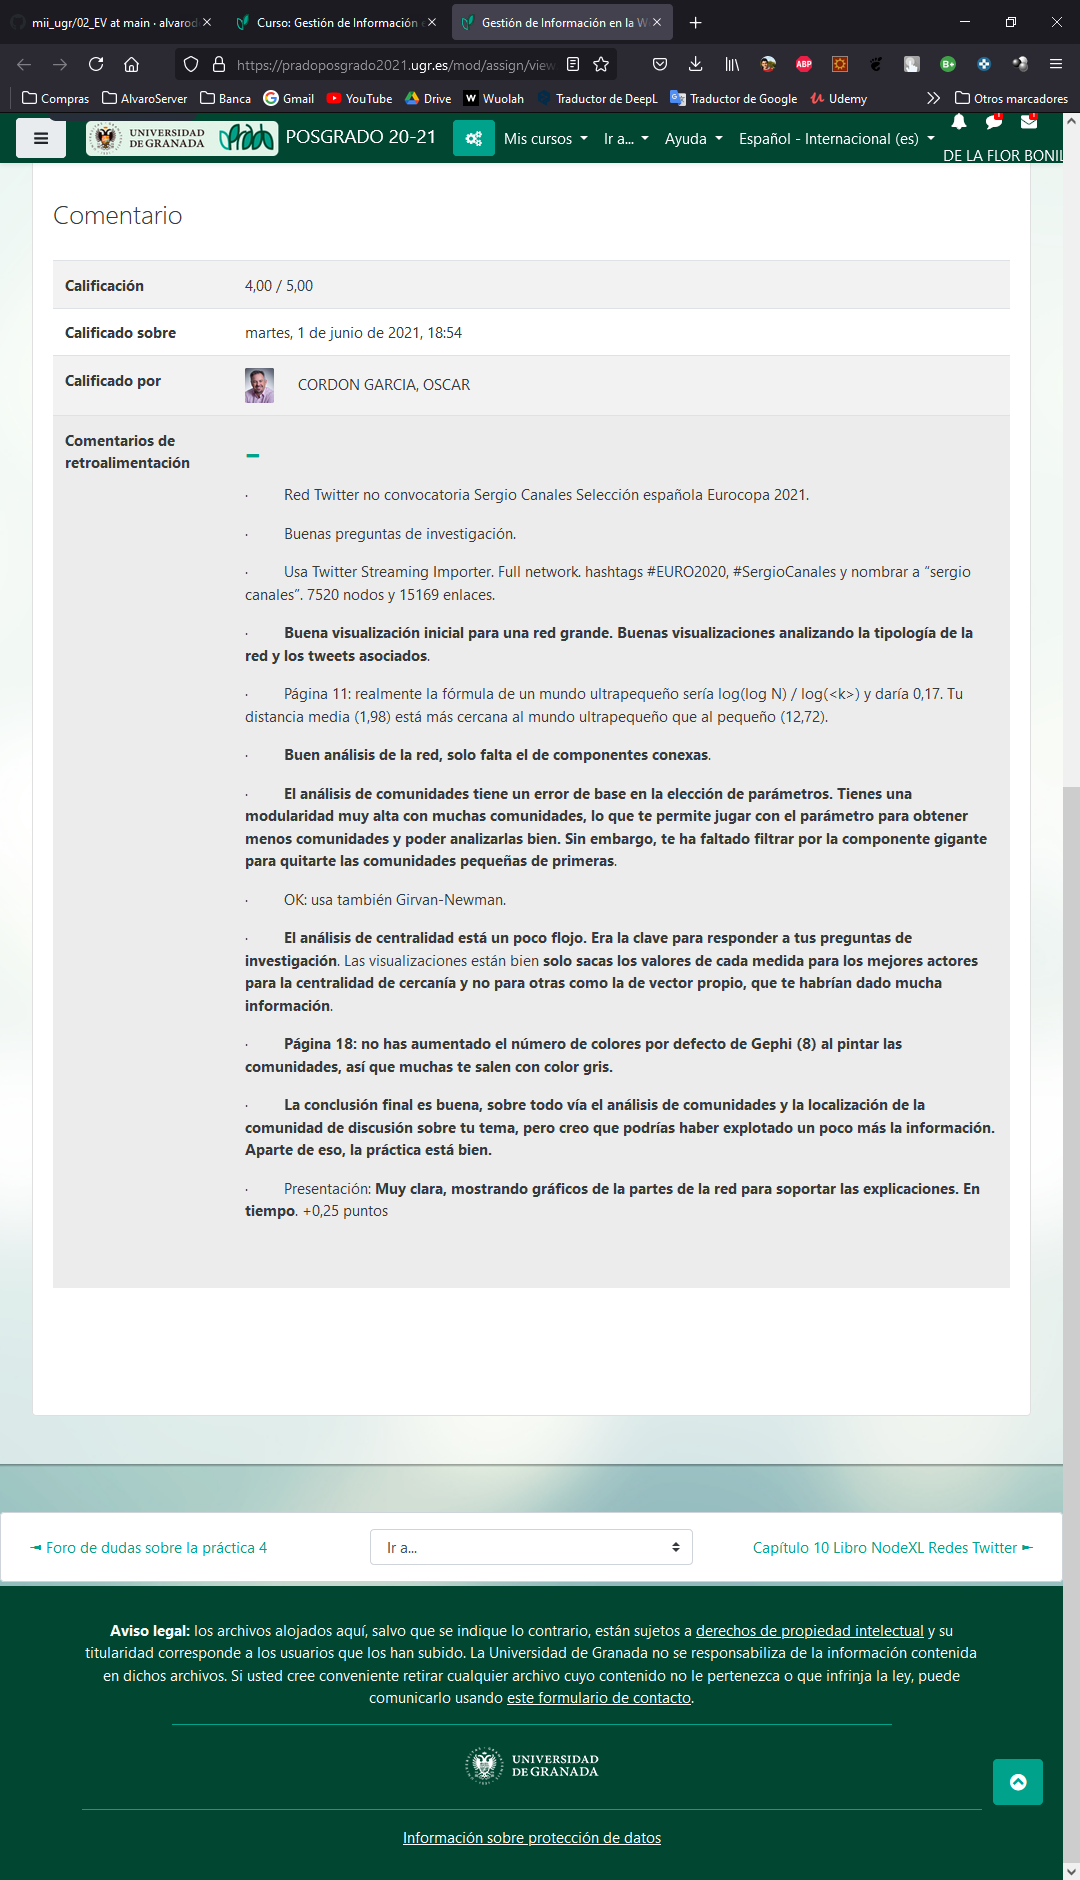 mii_ugr/02_EV at main · alvarod
Curso: Gestión de Información
Gestión de Información en la W
https://pradoposgrado2021.ugr.es/mod/assign/view
Compras AlvaroServer Banca Gmail YouTube Drive Wuolah Traductor de DeepL Traductor de Google Udemy Otros marcadores
UNIVERSIDAD
DE GRANADA
POSGRADO 20-21 Mis cursos Ir a... Ayuda Español - Internacional (es)
DE LA FLOR BONIL
Comentario
Calificación 4,00 / 5,00
Calificado sobre martes, 1 de junio de 2021, 18:54
Calificado por CORDON GARCIA, OSCAR
Comentarios de
retroalimentación
· Red Twitter no convocatoria Sergio Canales Selección española Eurocopa 2021.
· Buenas preguntas de investigación.
· Usa Twitter Streaming Importer. Full network. hashtags #EURO2020, #SergioCanales y nombrar a “sergio
canales”. 7520 nodos y 15169 enlaces.
· Buena visualización inicial para una red grande. Buenas visualizaciones analizando la tipología de la
red y los tweets asociados.
· Página 11: realmente la fórmula de un mundo ultrapequeño sería log(log N) / log(<k>) y daría 0,17. Tu
distancia media (1,98) está más cercana al mundo ultrapequeño que al pequeño (12,72).
· Buen análisis de la red, solo falta el de componentes conexas.
· El análisis de comunidades tiene un error de base en la elección de parámetros. Tienes una
modularidad muy alta con muchas comunidades, lo que te permite jugar con el parámetro para obtener
menos comunidades y poder analizarlas bien. Sin embargo, te ha faltado filtrar por la componente gigante
para quitarte las comunidades pequeñas de primeras.
· OK: usa también Girvan-Newman.
· El análisis de centralidad está un poco flojo. Era la clave para responder a tus preguntas de
investigación. Las visualizaciones están bien solo sacas los valores de cada medida para los mejores actores
para la centralidad de cercanía y no para otras como la de vector propio, que te habrían dado mucha
información.
· Página 18: no has aumentado el número de colores por defecto de Gephi (8) al pintar las
comunidades, así que muchas te salen con color gris.
· La conclusión final es buena, sobre todo vía el análisis de comunidades y la localización de la
comunidad de discusión sobre tu tema, pero creo que podrías haber explotado un poco más la información.
Aparte de eso, la práctica está bien.
· Presentación: Muy clara, mostrando gráficos de la partes de la red para soportar las explicaciones. En
tiempo. +0,25 puntos
◄ Foro de dudas sobre la práctica 4
Ir a...
Capítulo 10 Libro NodeXL Redes Twitter ►
Aviso legal: los archivos alojados aquí, salvo que se indique lo contrario, están sujetos a derechos de propiedad intelectual y su
titularidad corresponde a los usuarios que los han subido. La Universidad de Granada no se responsabiliza de la información contenida
en dichos archivos. Si usted cree conveniente retirar cualquier archivo cuyo contenido no le pertenezca o que infrinja la ley, puede
comunicarlo usando este formulario de contacto.
UNIVERSIDAD
DE GRANADA
Información sobre protección de datos